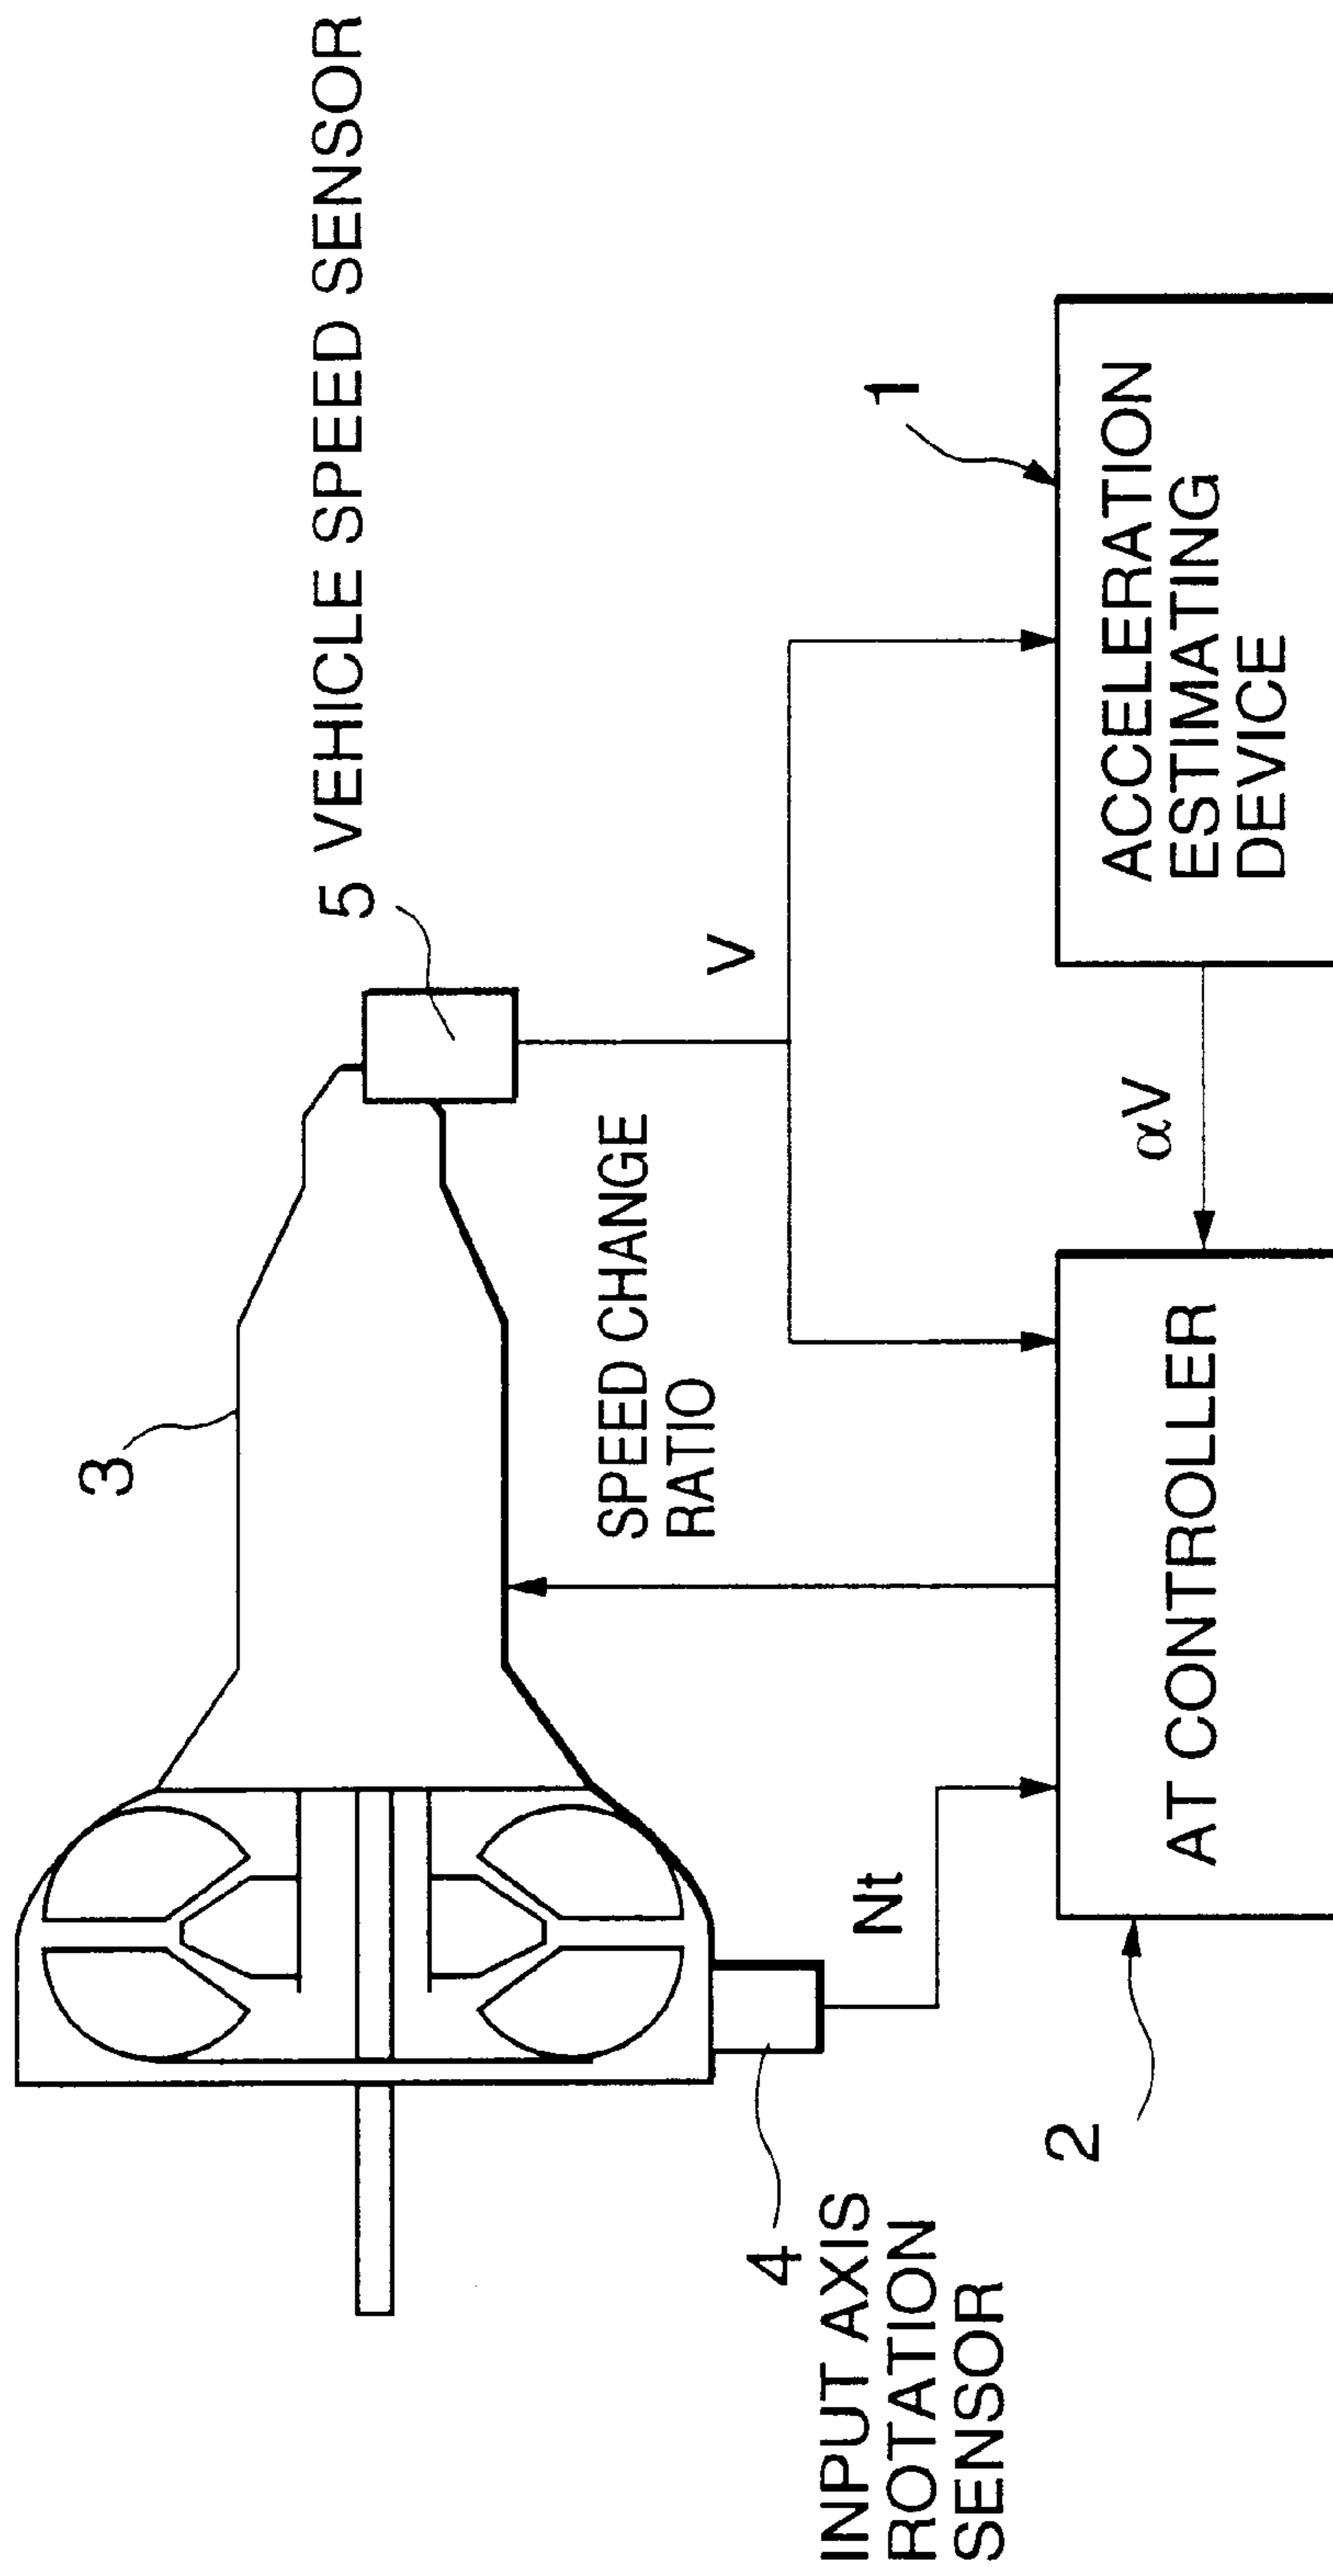 5 VEHICLE SPEED SENSOR
3
V
SPEED CHANGE
RATIO
1
ACCELERATION
ESTIMATING
DEVICE
αV
AT CONTROLLER
Nt
2
4
INPUT AXIS
ROTATION
SENSOR